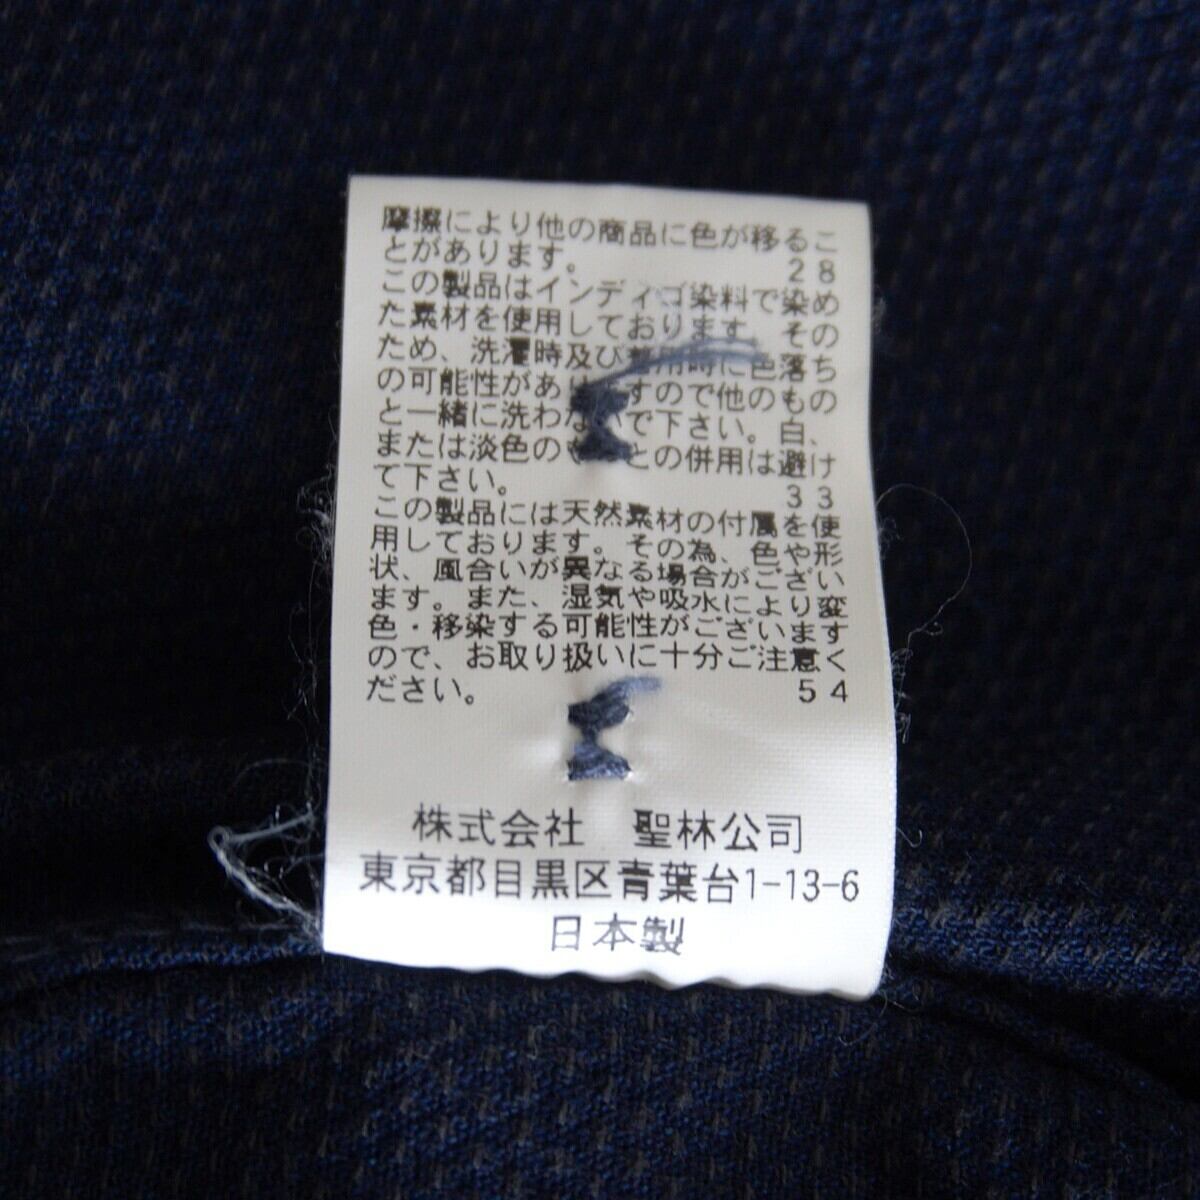 摩擦により他の商品に色が移るこ
とがあります。 28
この製品はインディゴ染料で染め
た素材を使用しております。その
ため、洗濯時及び着用時に色落ち
の可能性がありますので他のもの
と一緒に洗わないで下さい。白、
または淡色のものとの併用は避け
て下さい。 33
この製品には天然素材の付属を使
用しております。その為、色や形
状、風合いが異なる場合がござい
ます。また、湿気や吸水により変
色・移染する可能性がございます
ので、お取り扱いに十分ご注意く
ださい。 54
株式会社 聖林公司
東京都目黒区青葉台1-13-6
日本製